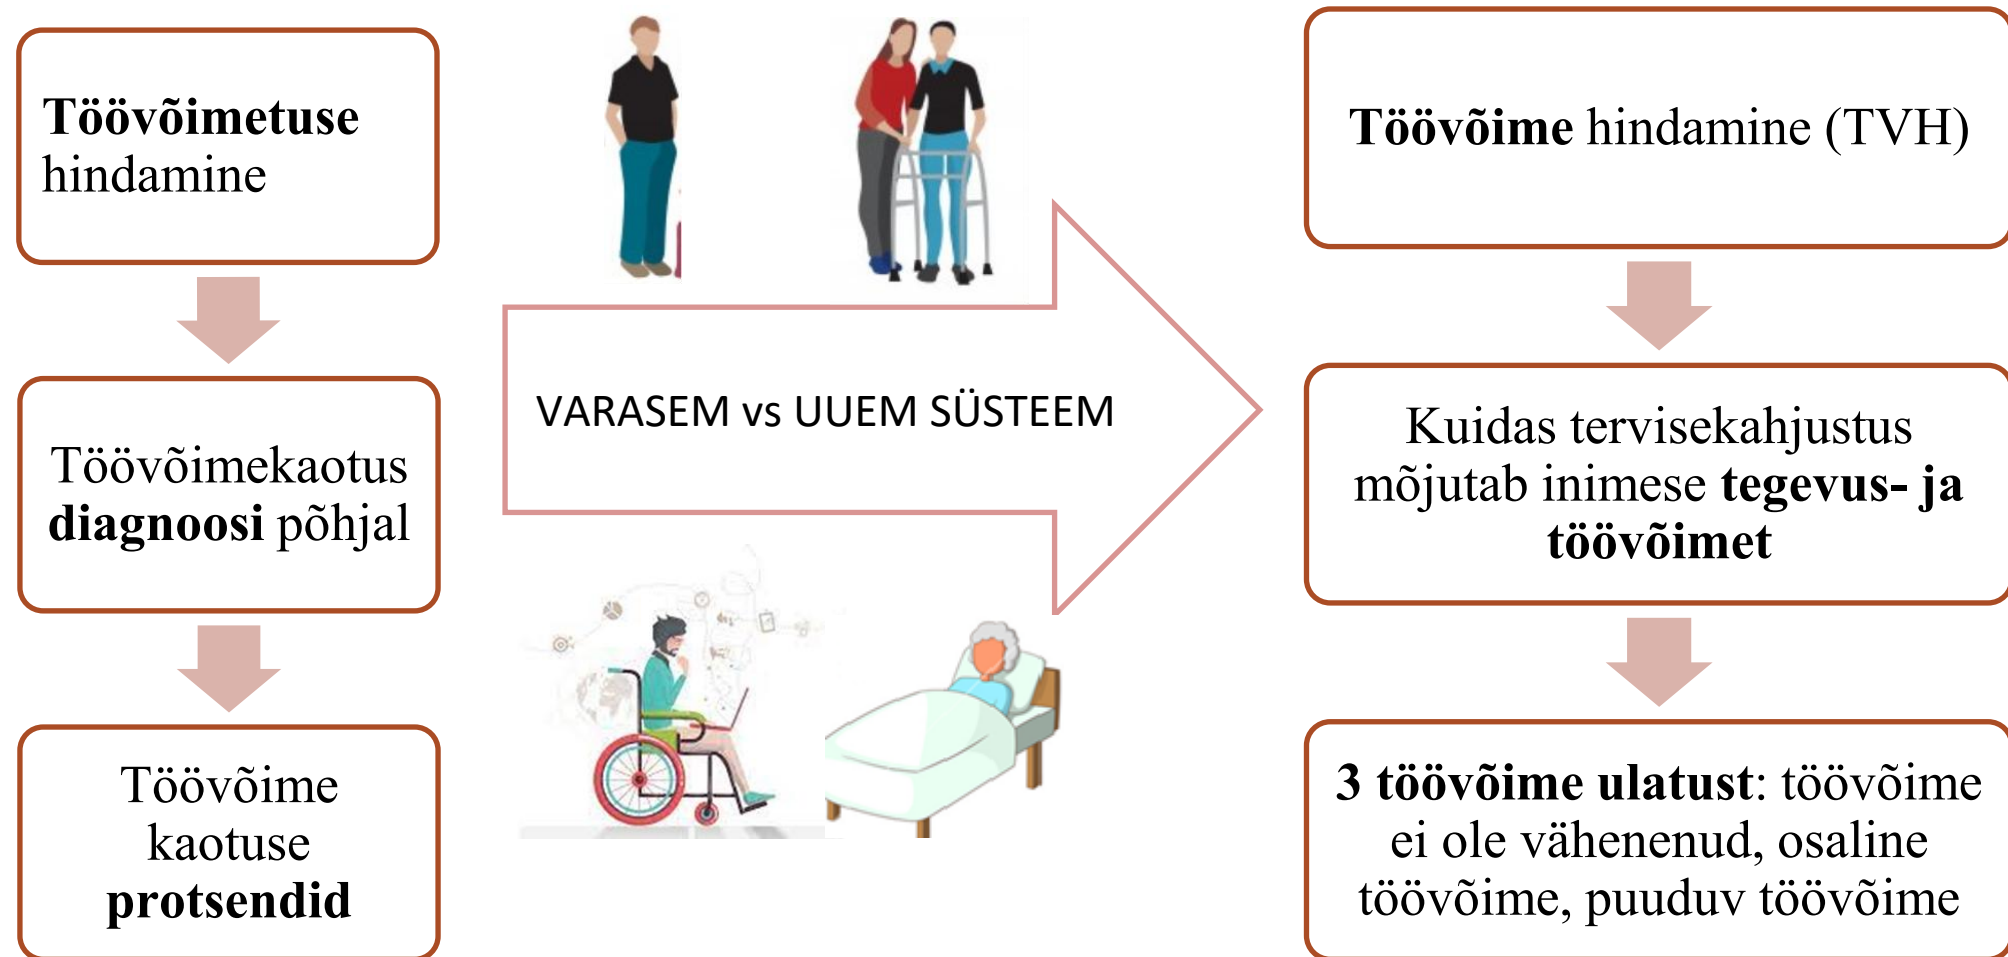 Töövõimetuse
hindamine
Töövõimekaotus
diagnoosi põhjal
Töövõime
kaotuse
protsendid
VARASEM vs UUEM SÜSTEEM
Töövõime hindamine (TVH)
Kuidas tervisekahjustus
mõjutab inimese tegevus- ja
töövõimet
3 töövõime ulatust: töövõime
ei ole vähenenud, osaline
töövõime, puuduv töövõime